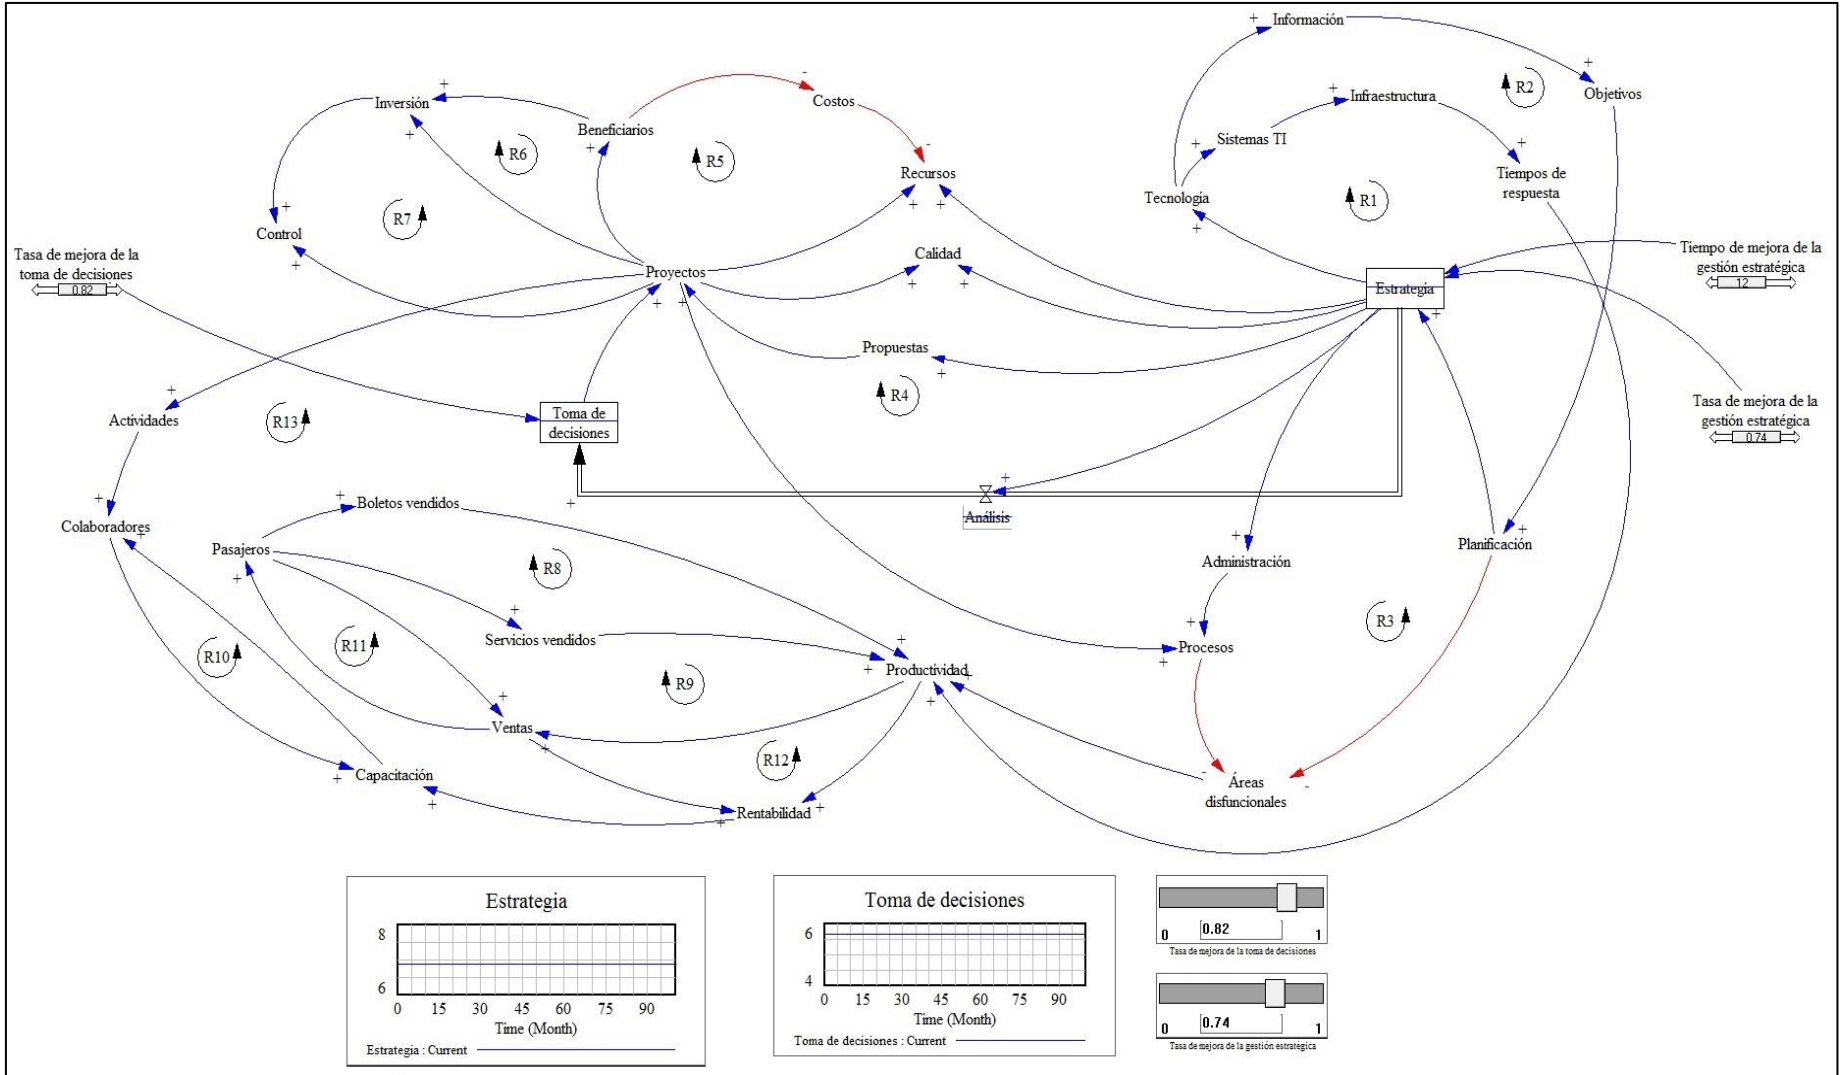 Información
Objetivos
R2
Infraestructura
Sistemas TI
Tiempos de
respuesta
Tecnología
R1
Inversión
Beneficiarios
Costos
R6
R5
Recursos
R7
Control
Calidad
Proyectos
Tasa de mejora de la
toma de decisiones
0.82
Tiempo de mejora de la
gestión estratégica
12
Estrategia
Propuestas
R4
Tasa de mejora de la
gestión estratégica
0.74
Actividades
R13
Toma de
decisiones
Análisis
Colaboradores
Boletos vendidos
Pasajeros
R8
Administración
Planificación
R3
Servicios vendidos
R11
R10
Procesos
Productividad
R9
Ventas
R12
Capacitación
Rentabilidad
Áreas
disfuncionales
Estrategia
8
6
0 15 30 45 60 75 90
Time (Month)
Estrategia : Current
Toma de decisiones
6
4
0 15 30 45 60 75 90
Time (Month)
Toma de decisiones : Current
0 0.82 1
Tasa de mejora de la toma de decisiones
0 0.74 1
Tasa de mejora de la gestión estratégica